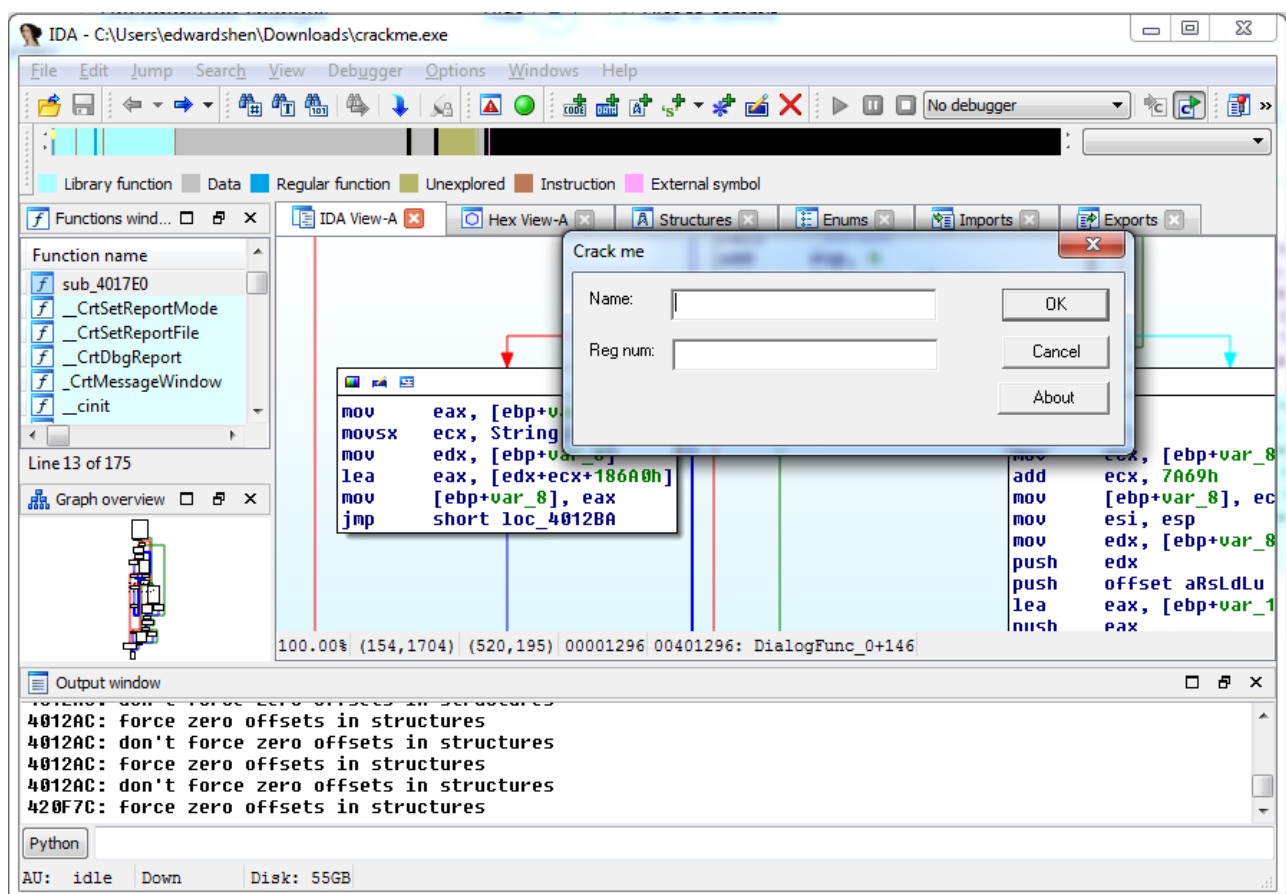 IDA - C:\Users\edwardshen\Downloads\crackme.exe
File Edit Jump Search View Debugger Options Windows Help
No debugger
Library function Data Regular function Unexplored Instruction External symbol
Functions wind...
IDA View-A Hex View-A Structures Enums Imports Exports
Function name
sub_4017E0
__CrtSetReportMode
__CrtSetReportFile
__CrtDbgReport
_CrtMessageWindow
__cinit
Line 13 of 175
Graph overview
Crack me
Name:
OK
Reg num:
Cancel
About
mov eax, [ebp+v
movsx ecx, String
mov edx, [ebp+var_8]
lea eax, [edx+ecx+186A0h]
mov [ebp+var_8], eax
jmp short loc_4012BA
mov ecx, [ebp+var_8
add ecx, 7A69h
mov [ebp+var_8], ec
mov esi, esp
mov edx, [ebp+var_8
push edx
push offset aRsLdLu
lea eax, [ebp+var_1
push eax
100.00% (154,1704) (520,195) 00001296 00401296: DialogFunc_0+146
Output window
4012AC: force zero offsets in structures
4012AC: don't force zero offsets in structures
4012AC: force zero offsets in structures
4012AC: don't force zero offsets in structures
420F7C: force zero offsets in structures
Python
AU: idle Down Disk: 55GB